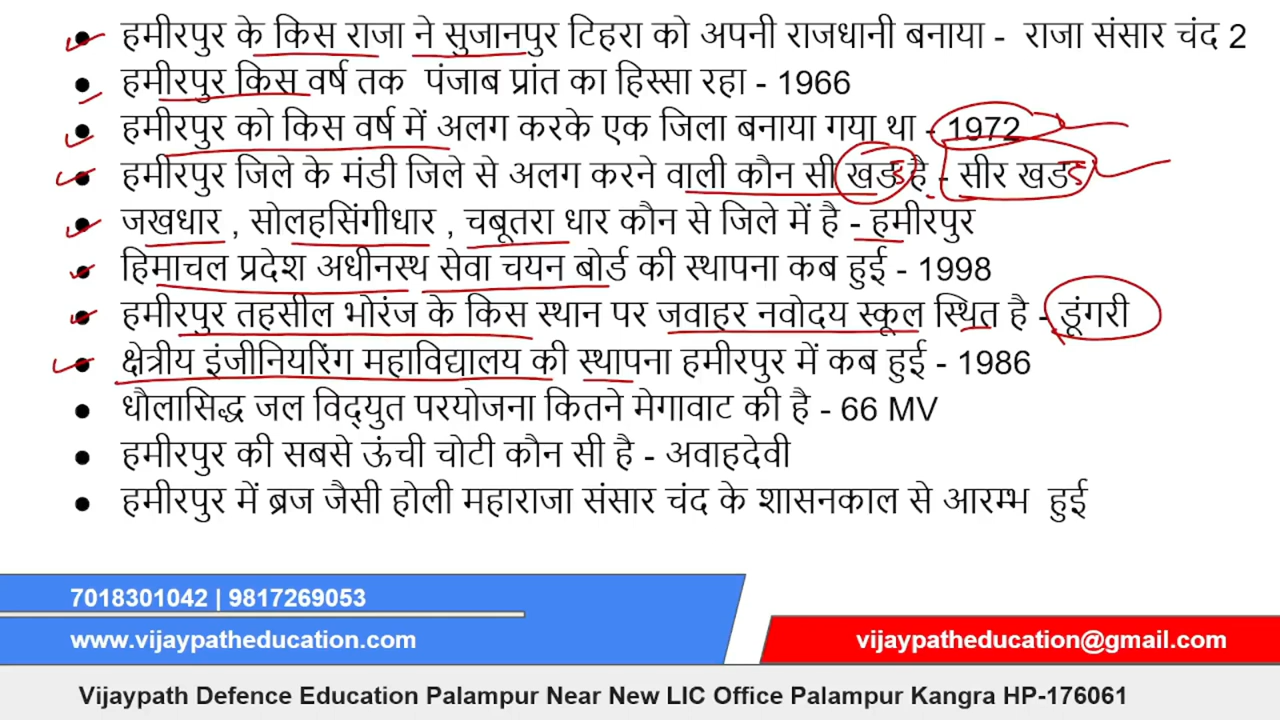 ● हमीरपुर के किस राजा ने सुजानपुर टिहरा को अपनी राजधानी बनाया - राजा संसार चंद 2
● हमीरपुर किस वर्ष तक पंजाब प्रांत का हिस्सा रहा - 1966
● हमीरपुर को किस वर्ष में अलग करके एक जिला बनाया गया था - 1972
● हमीरपुर जिले के मंडी जिले से अलग करने वाली कौन सी खड है - सीर खड
● जखधार , सोलहसिंगीधार , चबूतरा धार कौन से जिले में है - हमीरपुर
● हिमाचल प्रदेश अधीनस्थ सेवा चयन बोर्ड की स्थापना कब हुई - 1998
● हमीरपुर तहसील भोरंज के किस स्थान पर जवाहर नवोदय स्कूल स्थित है - डूंगरी
● क्षेत्रीय इंजीनियरिंग महाविद्यालय की स्थापना हमीरपुर में कब हुई - 1986
● धौलासिद्ध जल विद्युत परयोजना कितने मेगावाट की है - 66 MV
● हमीरपुर की सबसे ऊंची चोटी कौन सी है - अवाहदेवी
● हमीरपुर में ब्रज जैसी होली महाराजा संसार चंद के शासनकाल से आरम्भ हुई
7018301042 | 9817269053
www.vijaypatheducation.com
vijaypatheducation@gmail.com
Vijaypath Defence Education Palampur Near New LIC Office Palampur Kangra HP-176061